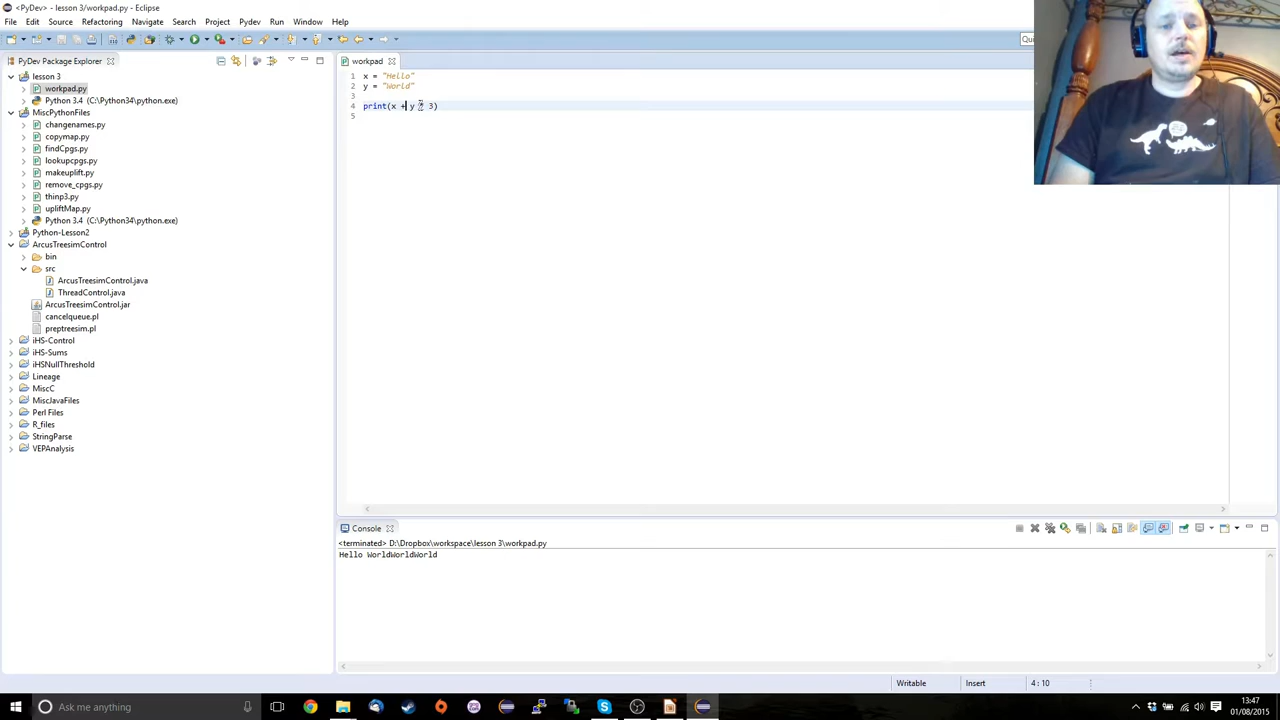 <PyDev> - lesson 3/workpad.py - Eclipse
File Edit Source Refactoring Navigate Search Project Pydev Run Window Help
PyDev Package Explorer
workpad
lesson 3
workpad.py
Python 3.4 (C:\Python34\python.exe)
MiscPythonFiles
changenames.py
copymap.py
findCpgs.py
lookupcpgs.py
makeuplift.py
remove_cpgs.py
thinp3.py
upliftMap.py
Python 3.4 (C:\Python34\python.exe)
Python-Lesson2
ArcusTreesimControl
bin
src
ArcusTreesimControl.java
ThreadControl.java
ArcusTreesimControl.jar
cancelqueue.pl
preptreesim.pl
iHS-Control
iHS-Sums
iHSNullThreshold
Lineage
MiscC
MiscJavaFiles
Perl Files
R_files
StringParse
VEPAnalysis
1 x = "Hello"
2 y = "World"
3
4 print(x + y 3)
5
Console
<terminated> D:\Dropbox\workspace\lesson 3\workpad.py
Hello WorldWorldWorld
Writable Insert 4 : 10
Ask me anything
13:47
01/08/2015